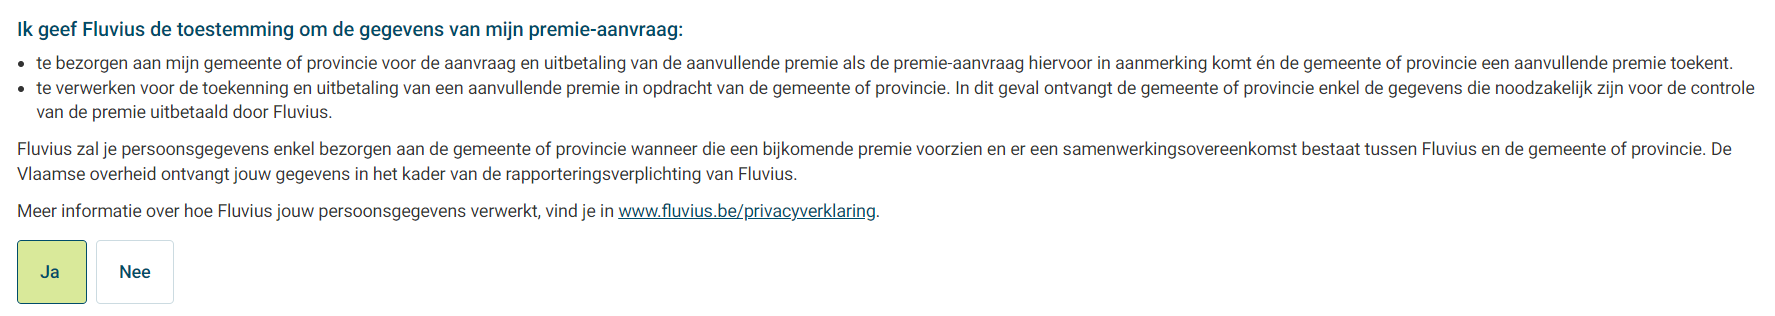 Ik geef Fluvius de toestemming om de gegevens van mijn premie-aanvraag:
• te bezorgen aan mijn gemeente of provincie voor de aanvraag en uitbetaling van de aanvullende premie als de premie-aanvraag hiervoor in aanmerking komt én de gemeente of provincie een aanvullende premie toekent.
• te verwerken voor de toekenning en uitbetaling van een aanvullende premie in opdracht van de gemeente of provincie. In dit geval ontvangt de gemeente of provincie enkel de gegevens die noodzakelijk zijn voor de controle
van de premie uitbetaald door Fluvius.
Fluvius zal je persoonsgegevens enkel bezorgen aan de gemeente of provincie wanneer die een bijkomende premie voorzien en er een samenwerkingsovereenkomst bestaat tussen Fluvius en de gemeente of provincie. De
Vlaamse overheid ontvangt jouw gegevens in het kader van de rapporteringsverplichting van Fluvius.
Meer informatie over hoe Fluvius jouw persoonsgegevens verwerkt, vind je in www.fluvius.be/privacyverklaring.
Ja Nee